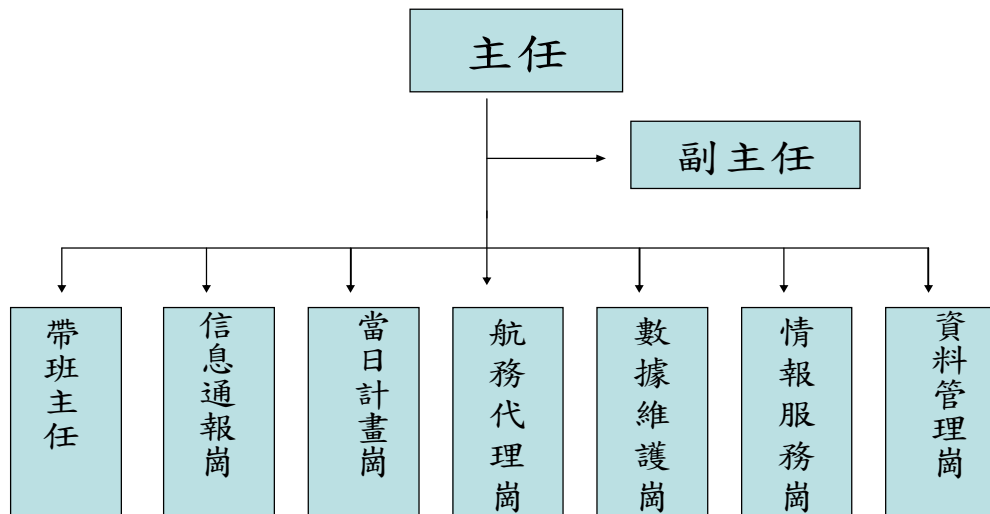 主任
副主任
帶班主任
信息通報崗
當日計畫崗
航務代理崗
數據維護崗
情報服務崗
資料管理崗